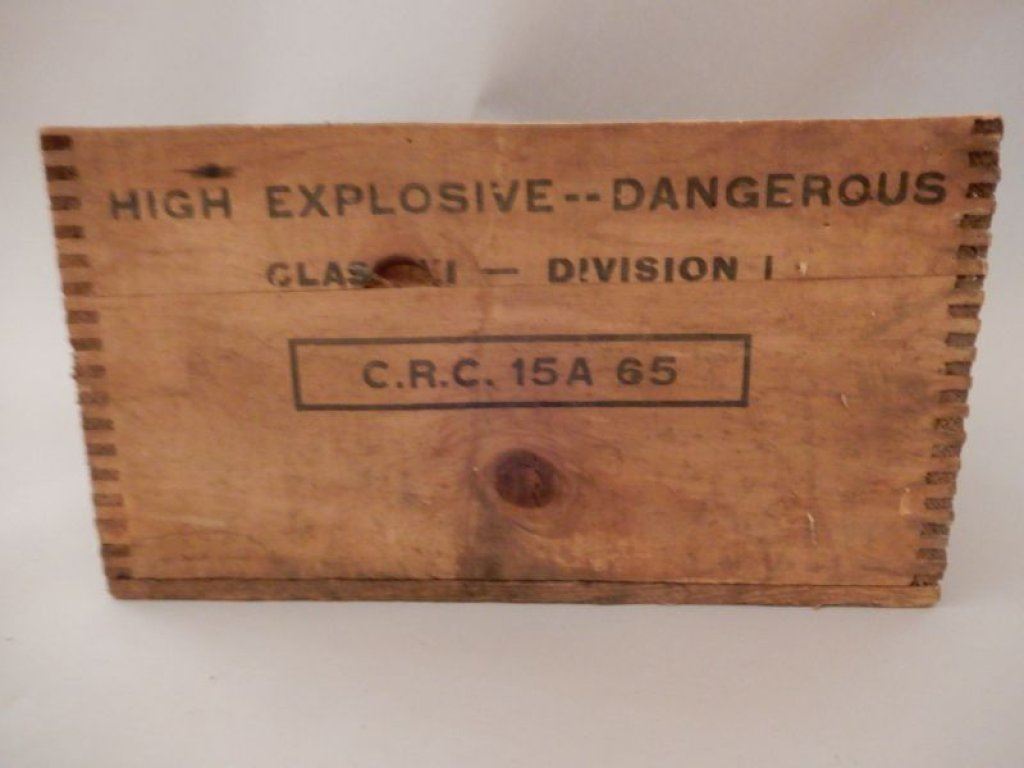 HIGH EXPLOSIVE--DANGEROUS
DIVISION I
C.R.C. 15A 65